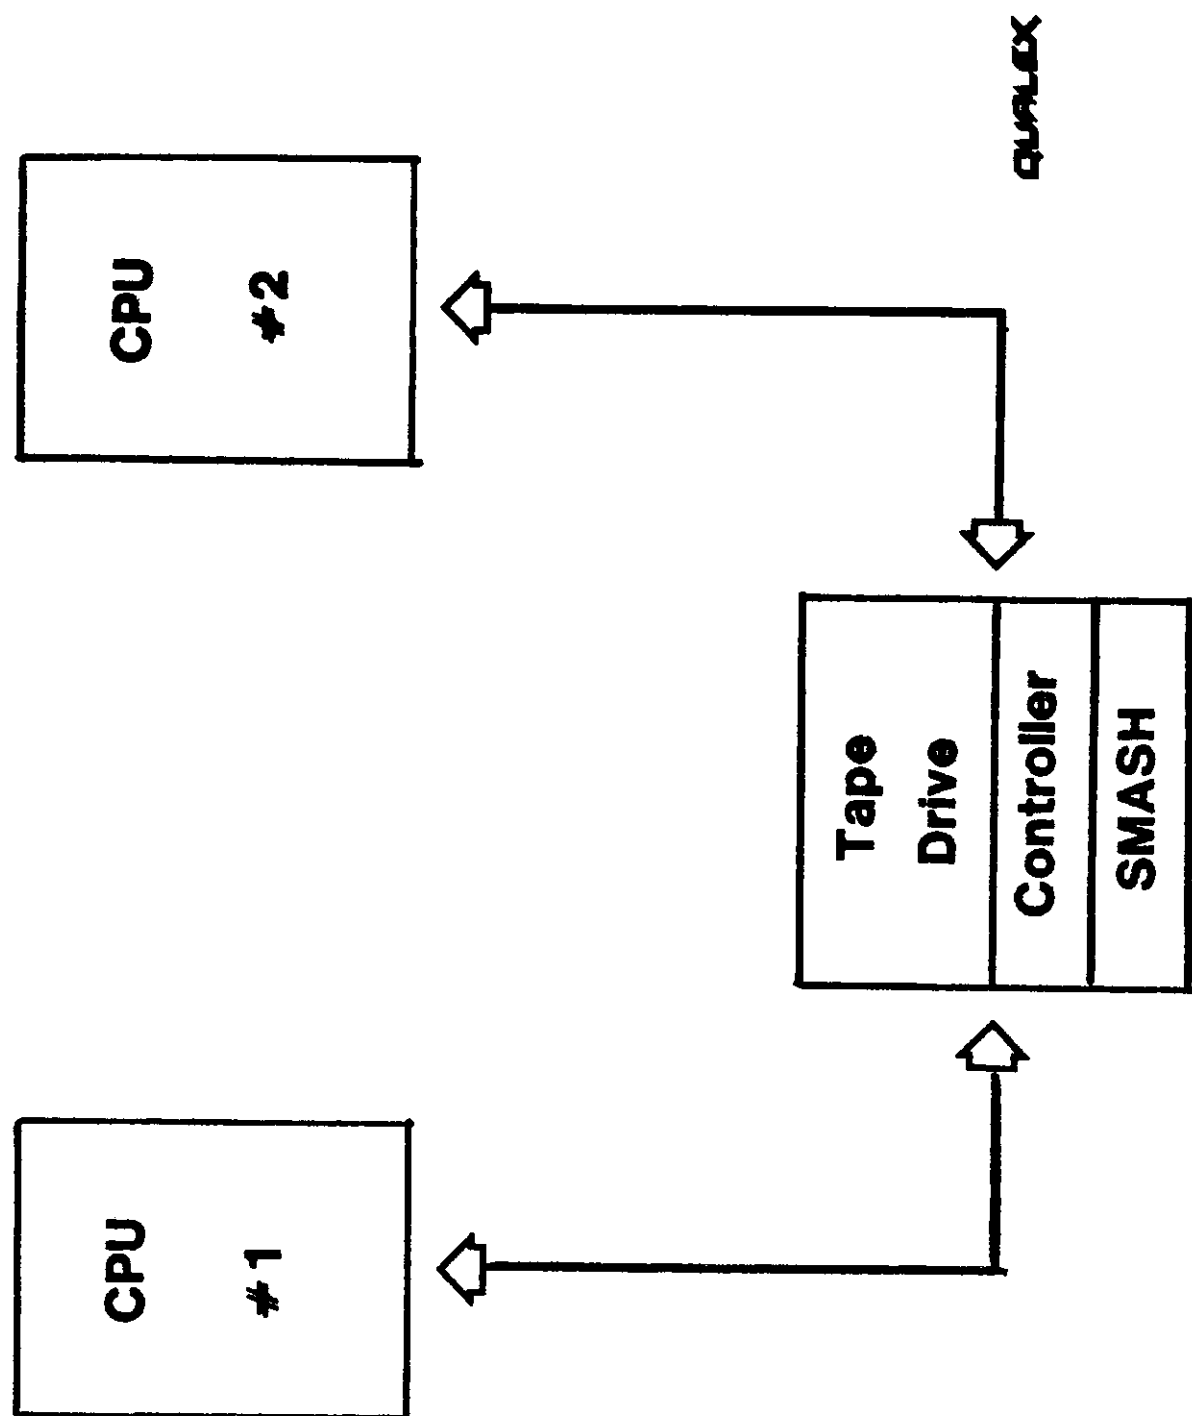 CPU
#1
CPU
#2
Tape
Drive
Controller
SMASH
QUALEX